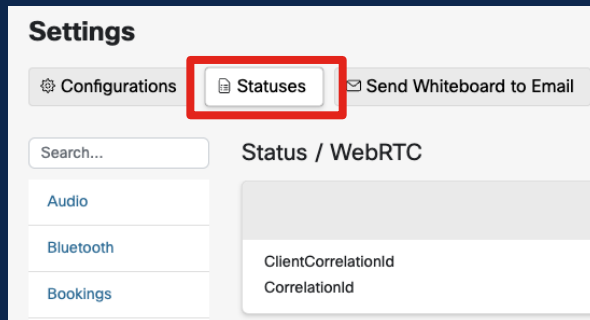 Settings
Configurations
Statuses
Send Whiteboard to Email
Search...
Status / WebRTC
Audio
Bluetooth
Bookings
ClientCorrelationId
CorrelationId